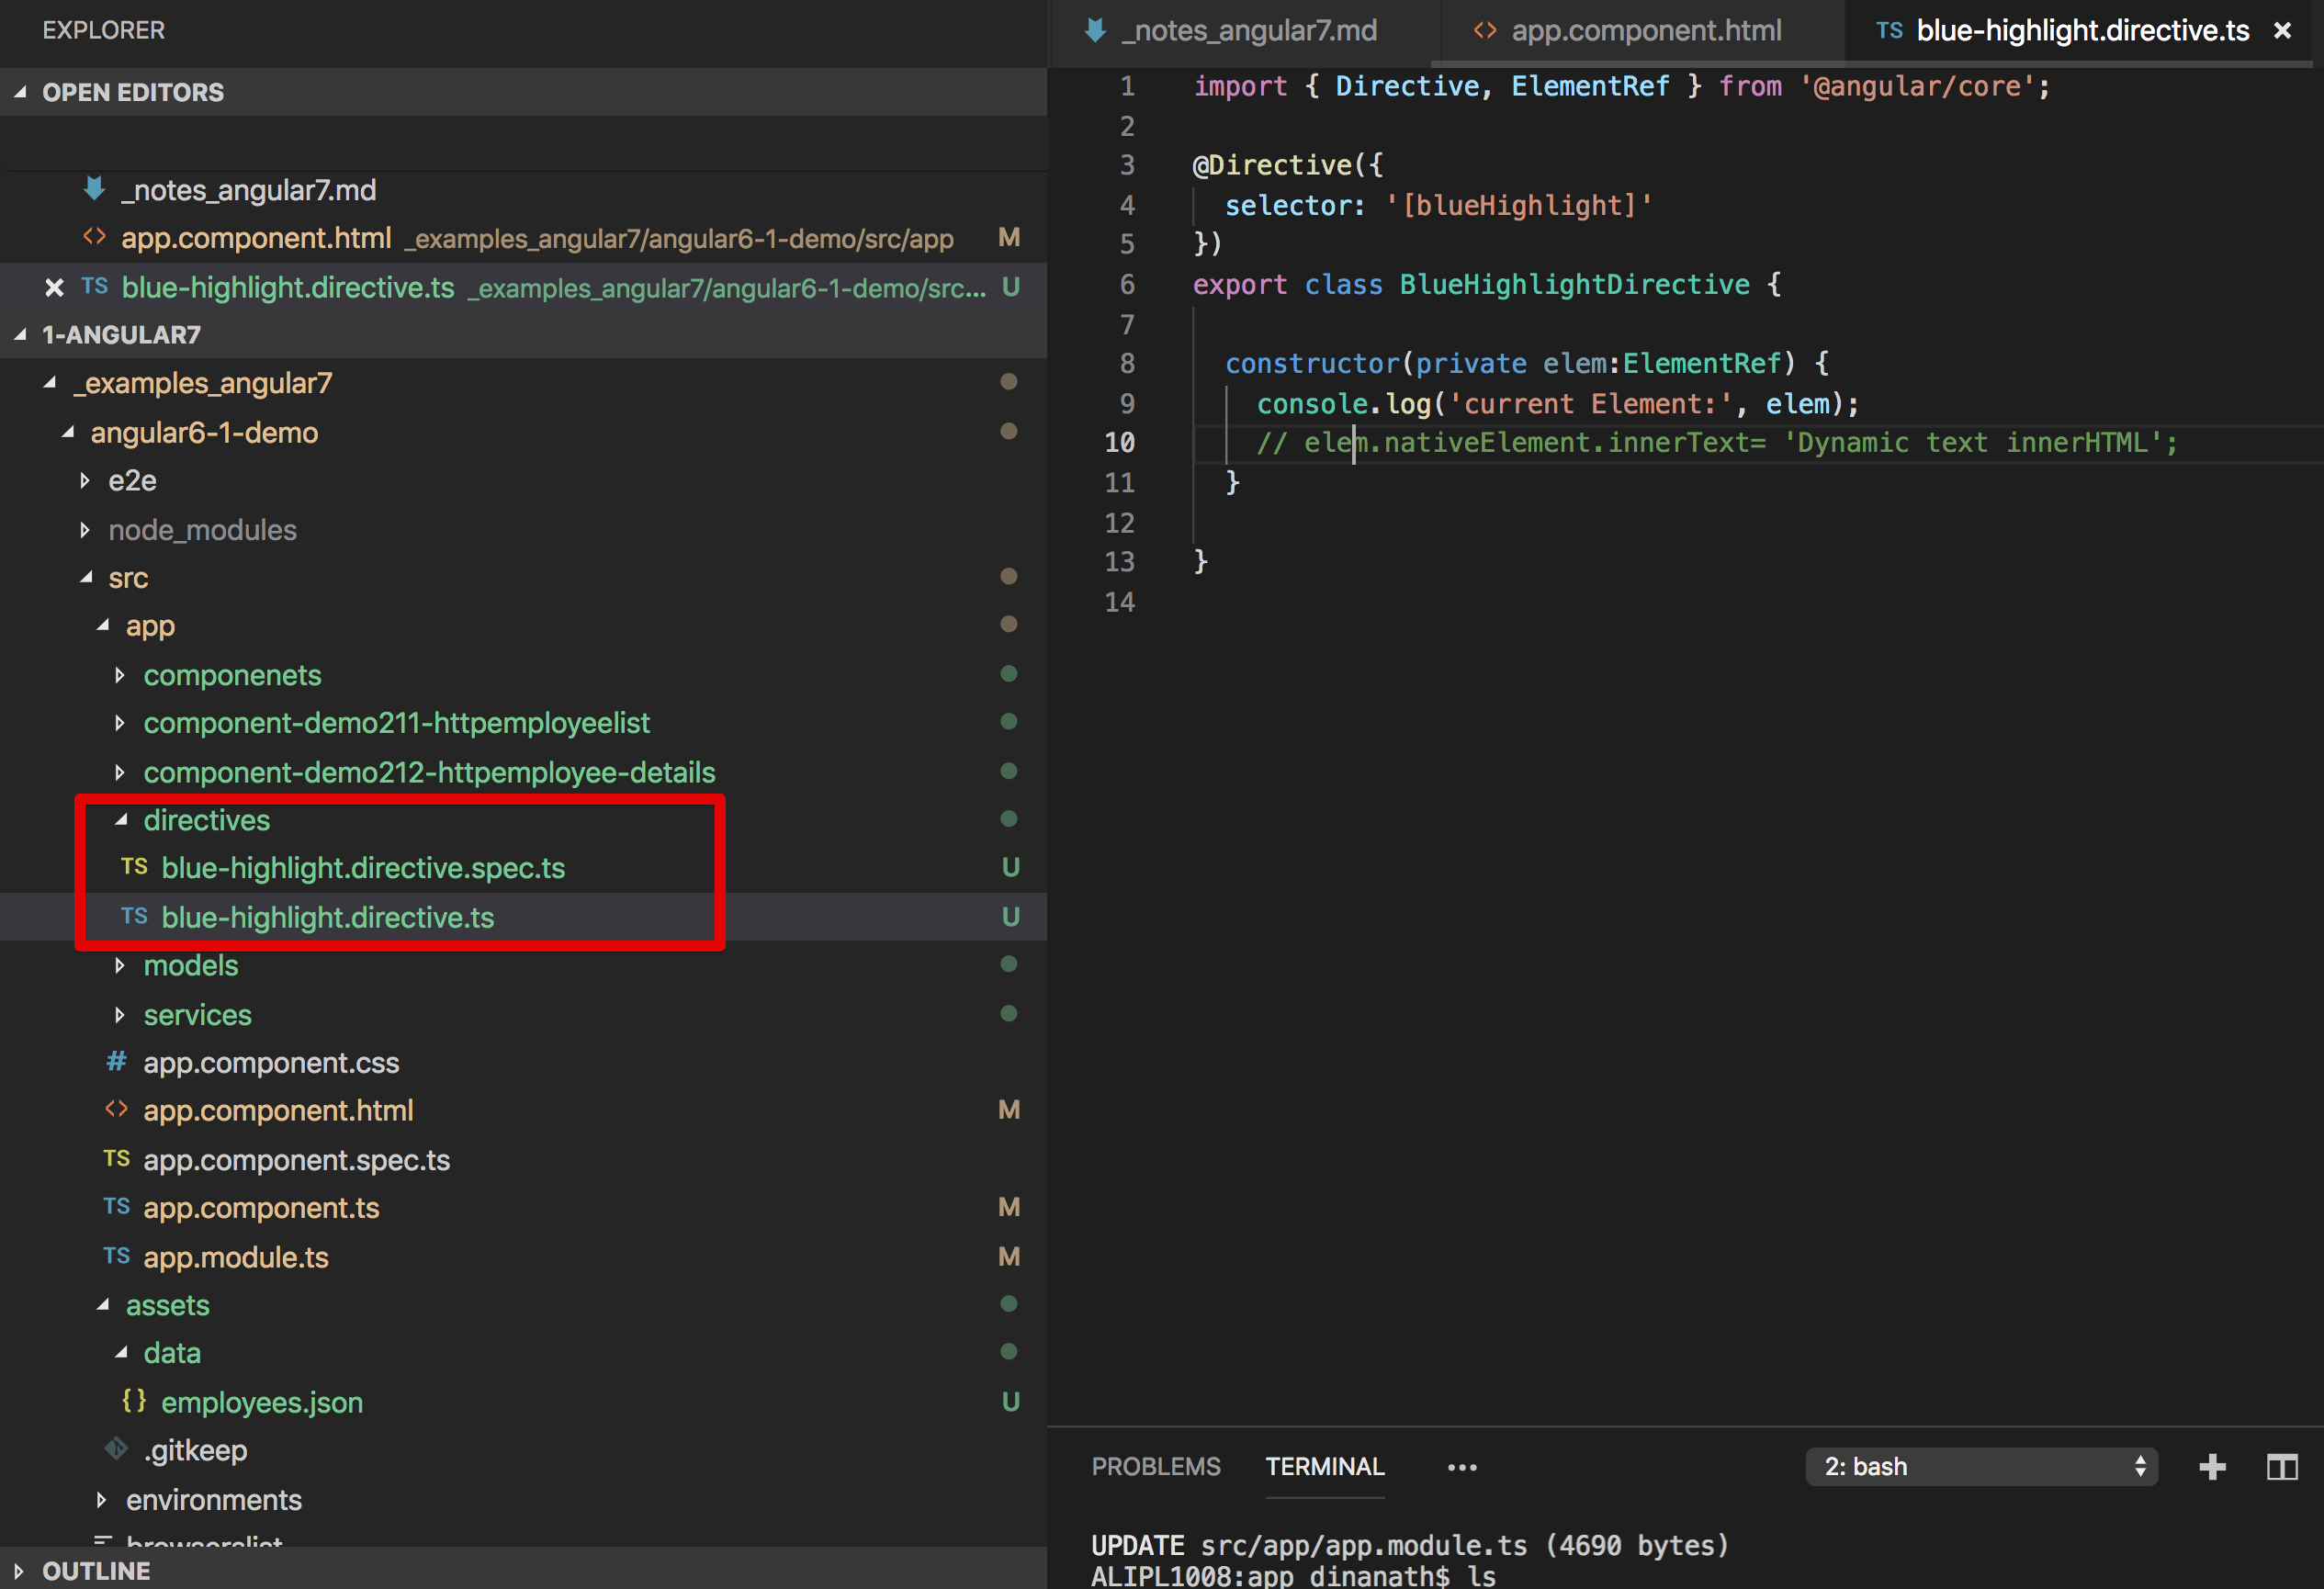 EXPLORER
OPEN EDITORS
_notes_angular7.md
app.component.html _examples_angular7/angular6-1-demo/src/app M
TS blue-highlight.directive.ts _examples_angular7/angular6-1-demo/src... U
1-ANGULAR7
_examples_angular7
angular6-1-demo
e2e
node_modules
src
app
componenets
component-demo211-httpemployeelist
component-demo212-httpemployee-details
directives
TS blue-highlight.directive.spec.ts U
TS blue-highlight.directive.ts U
models
services
# app.component.css
<> app.component.html M
TS app.component.spec.ts
TS app.component.ts M
TS app.module.ts M
assets
data
{} employees.json U
.gitkeep
environments
browserslist
OUTLINE
_notes_angular7.md
<> app.component.html
TS blue-highlight.directive.ts
1 import { Directive, ElementRef } from '@angular/core';
2
3 @Directive({
4 selector: '[blueHighlight]'
5 })
6 export class BlueHighlightDirective {
7
8 constructor(private elem:ElementRef) {
9 console.log('current Element:', elem);
10 // elem.nativeElement.innerText= 'Dynamic text innerHTML';
11 }
12
13 }
14
PROBLEMS TERMINAL ... 2: bash
UPDATE src/app/app.module.ts (4690 bytes)
ALIPL1008:app dinanath$ ls